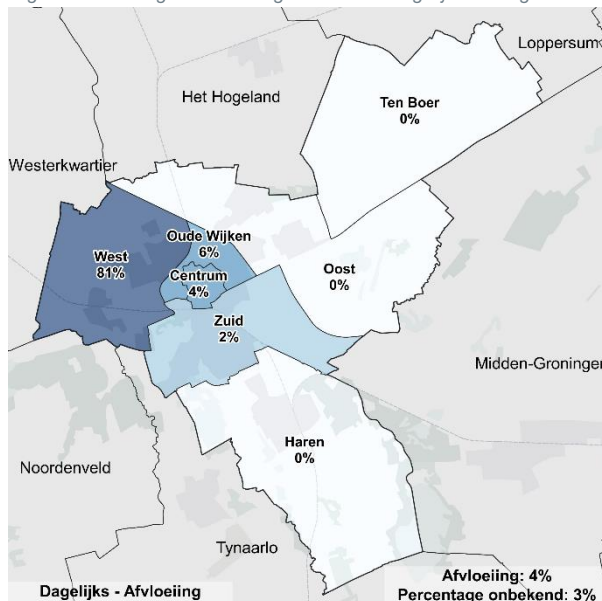 Loppersum
Het Hogeland
Ten Boer
0%
Westerkwartier
Oude Wijken
6%
West
81%
Centrum
4%
Oost
0%
Zuid
2%
Midden-Groningen
Haren
0%
Noordenveld
Tynaarlo
Dagelijks - Afvloeiing
Afvloeiing: 4%
Percentage onbekend: 3%